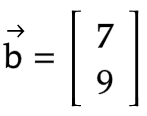 b⃗ = [ 7
9 ]